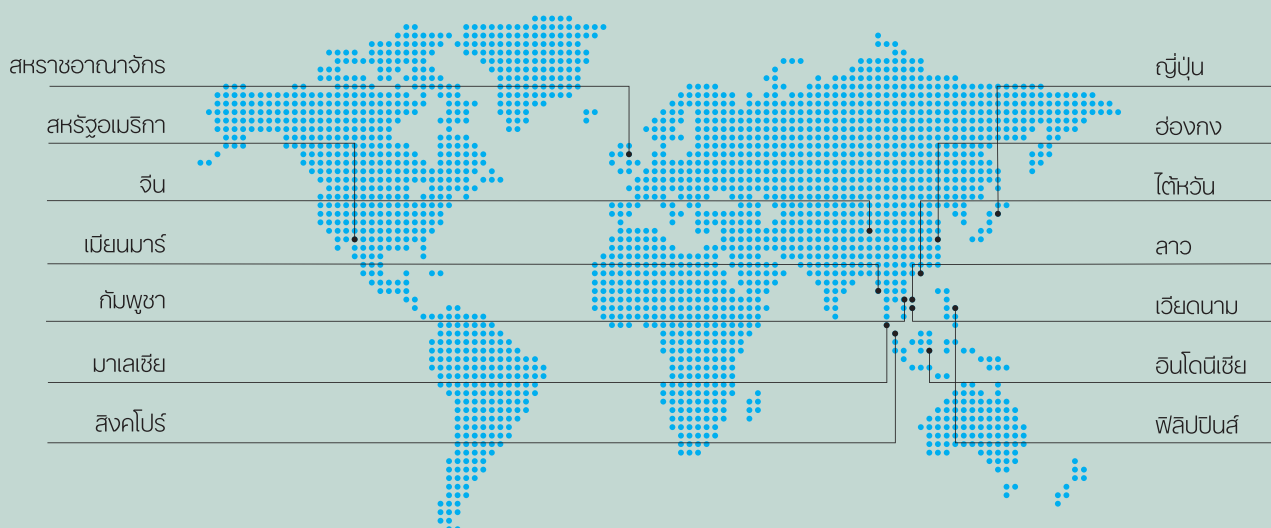 สหราชอาณาจักร
สหรัฐอเมริกา
จีน
เมียนมาร์
กัมพูชา
มาเลเซีย
สิงคโปร์
ญี่ปุ่น
ฮ่องกง
ไต้หวัน
ลาว
เวียดนาม
อินโดนีเซีย
ฟิลิปปินส์